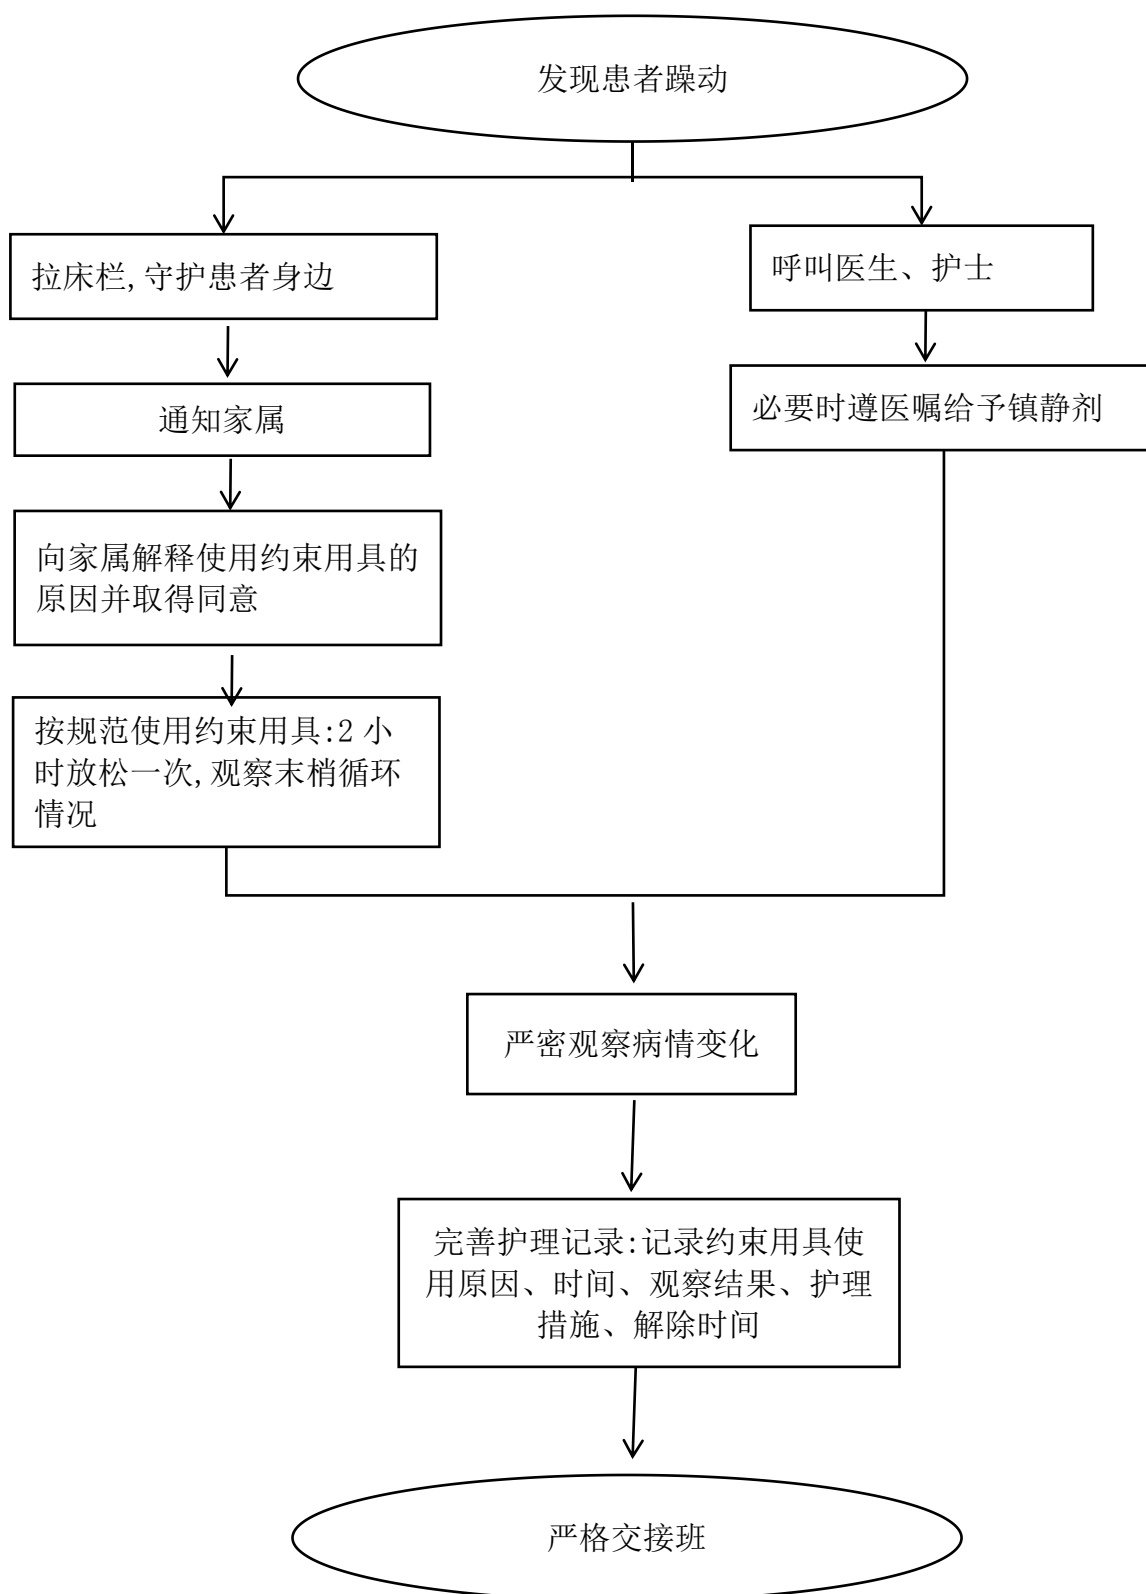 发现患者躁动
拉床栏,守护患者身边
呼叫医生、护士
通知家属
必要时遵医嘱给予镇静剂
向家属解释使用约束用具的
原因并取得同意
按规范使用约束用具:2 小
时放松一次,观察末梢循环
情况
严密观察病情变化
完善护理记录:记录约束用具使
用原因、时间、观察结果、护理
措施、解除时间
严格交接班